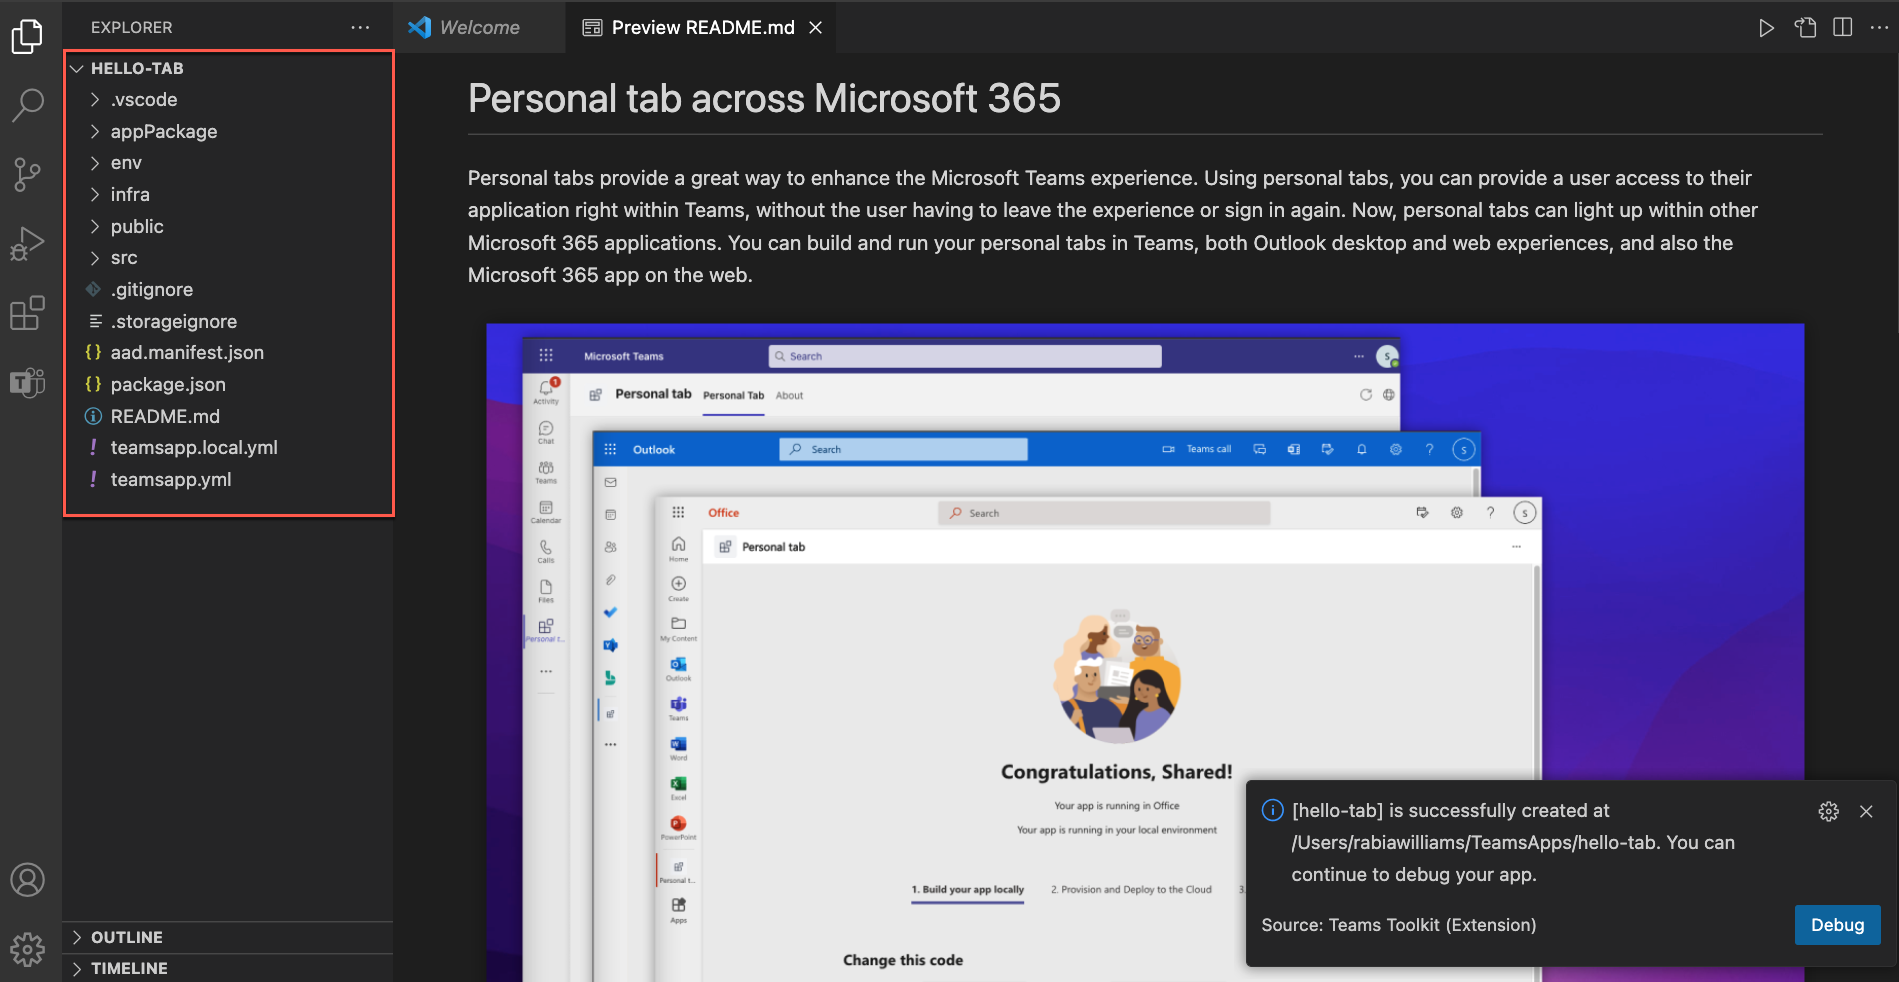 EXPLORER
HELLO-TAB
.vscode
appPackage
env
infra
public
src
.gitignore
.storageignore
aad.manifest.json
package.json
README.md
teamsapp.local.yml
teamsapp.yml
OUTLINE
TIMELINE
Welcome
Preview README.md
Personal tab across Microsoft 365
Personal tabs provide a great way to enhance the Microsoft Teams experience. Using personal tabs, you can provide a user access to their
application right within Teams, without the user having to leave the experience or sign in again. Now, personal tabs can light up within other
Microsoft 365 applications. You can build and run your personal tabs in Teams, both Outlook desktop and web experiences, and also the
Microsoft 365 app on the web.
Microsoft Teams
Search
S
1
Activity
Chat
Teams
Calendar
Calls
Files
Personal t...
Personal tab
Personal Tab
About
Outlook
Search
Teams call
S
Office
Search
S
Home
Create
My Content
Outlook
Teams
Word
Excel
PowerPoint
Personal t...
Apps
Personal tab
Congratulations, Shared!
Your app is running in Office
Your app is running in your local environment
1. Build your app locally
2. Provision and Deploy to the Cloud
3.
Change this code
[hello-tab] is successfully created at
/Users/rabiawilliams/TeamsApps/hello-tab. You can
continue to debug your app.
Source: Teams Toolkit (Extension)
Debug